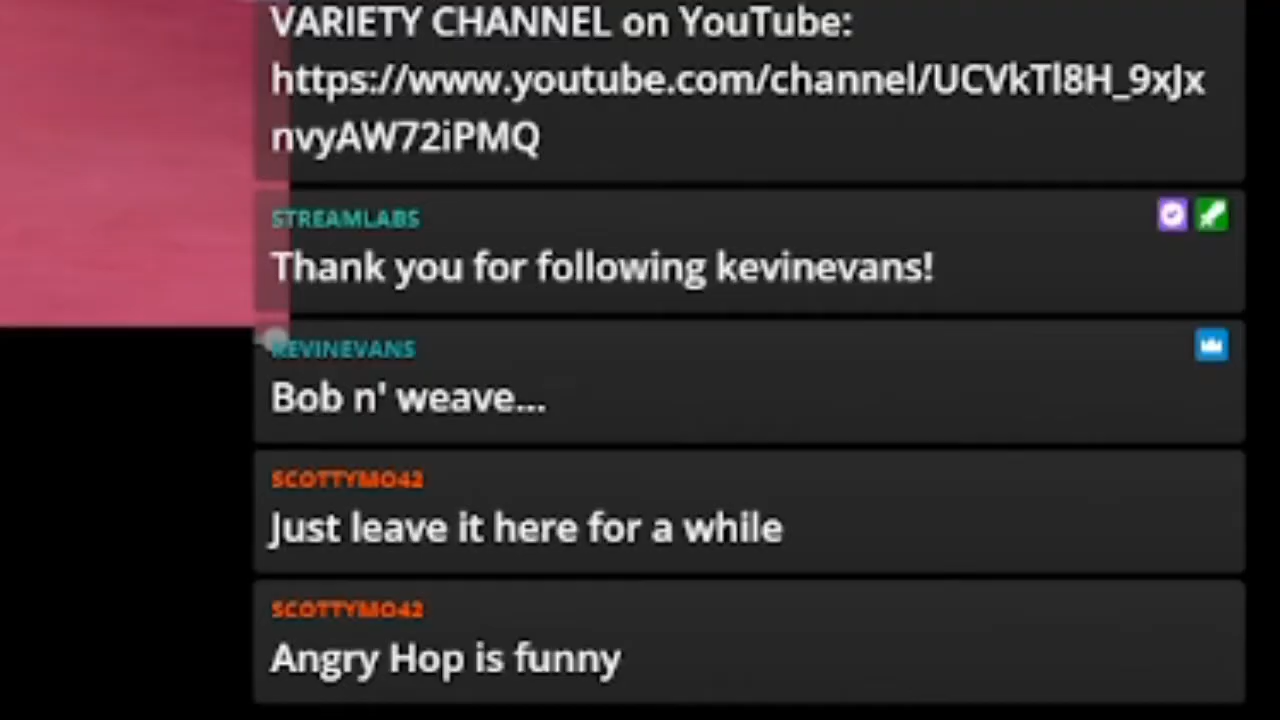 VARIETY CHANNEL on YouTube:
https://www.youtube.com/channel/UCVkTl8H_9xJx
nvyAW72iPMQ
STREAMLABS
Thank you for following kevinevans!
KEVINEVANS
Bob n' weave...
SCOTTYMO42
Just leave it here for a while
SCOTTYMO42
Angry Hop is funny